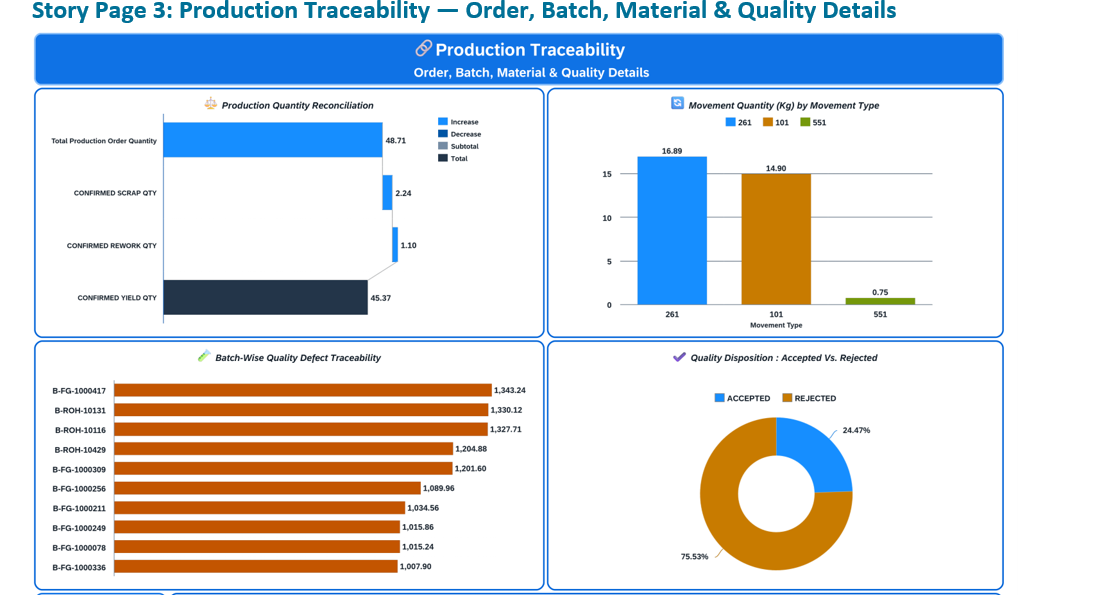 Story Page 3: Production Traceability — Order, Batch, Material & Quality Details
Production Traceability
Order, Batch, Material & Quality Details
Production Quantity Reconciliation
Increase
Decrease
Subtotal
Total
Total Production Order Quantity
48.71
CONFIRMED SCRAP QTY
2.24
CONFIRMED REWORK QTY
1.10
CONFIRMED YIELD QTY
45.37
Movement Quantity (Kg) by Movement Type
261 101 551
16.89
14.90
0.75
15
10
5
0
261 101 551
Movement Type
Batch-Wise Quality Defect Traceability
B-FG-1000417 1,343.24
B-ROH-10131 1,330.12
B-ROH-10116 1,327.71
B-ROH-10429 1,204.88
B-FG-1000309 1,201.60
B-FG-1000256 1,089.96
B-FG-1000211 1,034.56
B-FG-1000249 1,015.86
B-FG-1000078 1,015.24
B-FG-1000336 1,007.90
Quality Disposition : Accepted Vs. Rejected
ACCEPTED REJECTED
24.47%
75.53%